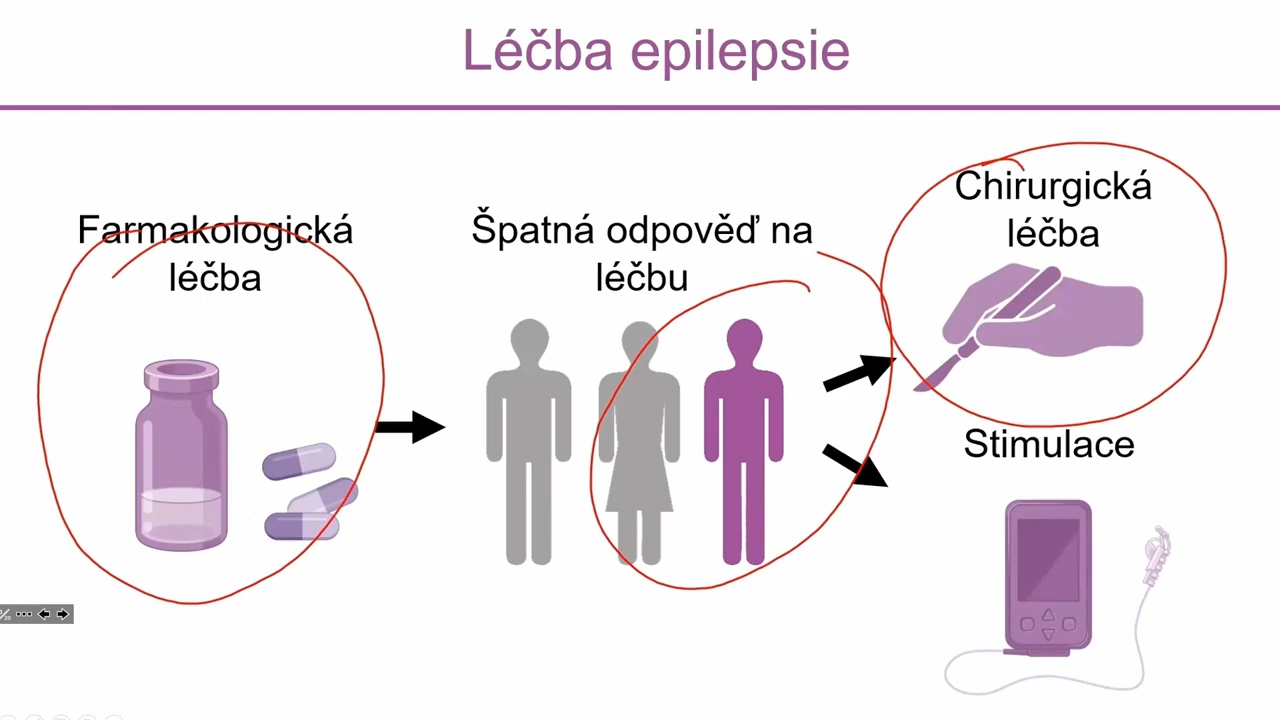 Léčba epilepsie
Farmakologická
léčba
Špatná odpověď na
léčbu
Chirurgická
léčba
Stimulace